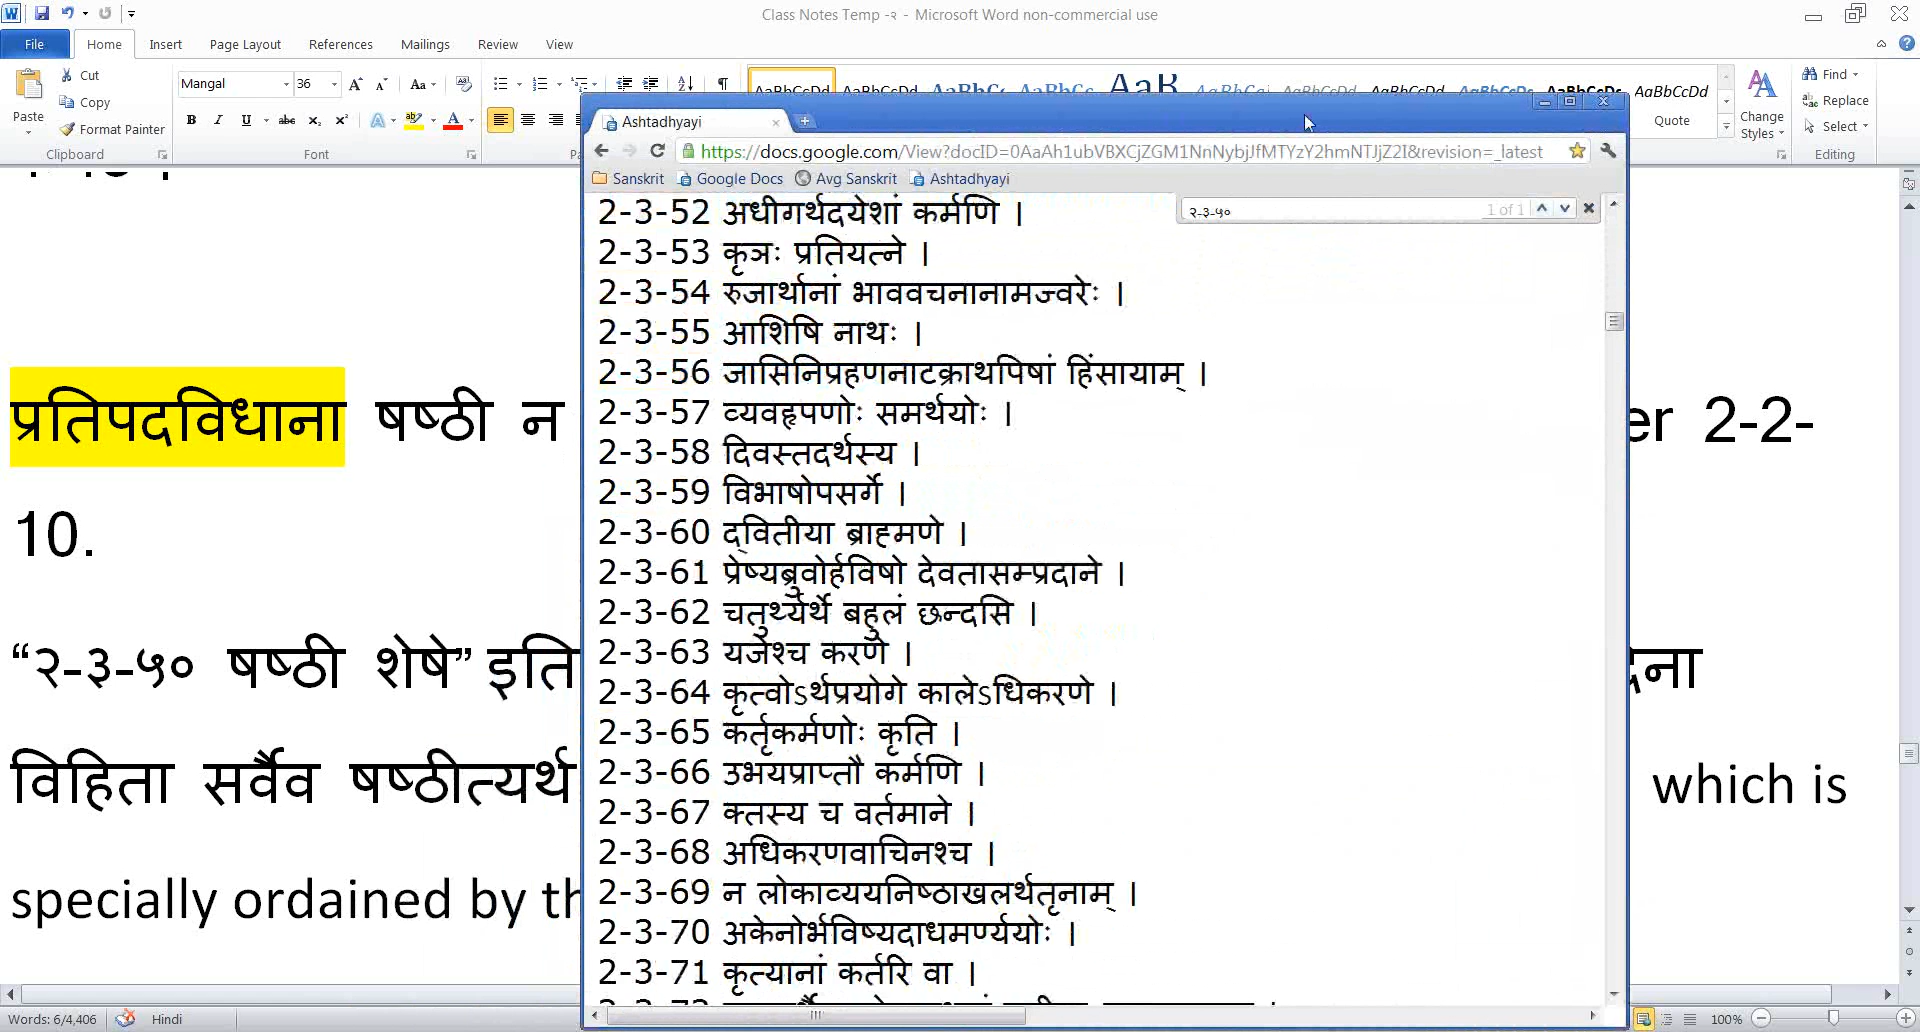 Class Notes Temp -२ - Microsoft Word non-commercial use
File Home Insert Page Layout References Mailings Review View
Paste
Cut
Copy
Format Painter
Clipboard
Mangal 36
Font
AaBbCcDd
Quote
Change Styles
Find
Replace
Select
Editing
Ashtadhyayi
https://docs.google.com/View?docID=0AaAh1ubVBXCjZGM1NnNybjJfMTYzY2hmNTJjZ2I&revision=_latest
Sanskrit Google Docs Avg Sanskrit Ashtadhyayi
२-३-५० 1 of 1
2-3-52 अधीगर्थदयेशां कर्मणि |
2-3-53 कृञः प्रतियत्ने |
2-3-54 रुजार्थानां भाववचनानामज्वरेः |
2-3-55 आशिषि नाथः |
2-3-56 जासिनिप्रहणनाटक्राथपिषां हिंसायाम् |
2-3-57 व्यवहृपणोः समर्थयोः |
2-3-58 दिवस्तदर्थस्य |
2-3-59 विभाषोपसर्गे |
2-3-60 द्वितीया ब्राह्मणे |
2-3-61 प्रेष्यब्रुवोर्हविषो देवतासम्प्रदाने |
2-3-62 चतुर्थ्यर्थे बहुलं छन्दसि |
2-3-63 यजेश्च करणे |
2-3-64 कृत्वोऽर्थप्रयोगे कालेऽधिकरणे |
2-3-65 कर्तृकर्मणोः कृति |
2-3-66 उभयप्राप्तौ कर्मणि |
2-3-67 क्तस्य च वर्तमाने |
2-3-68 अधिकरणवाचिनश्च |
2-3-69 न लोकाव्ययनिष्ठाखलर्थतृनाम् |
2-3-70 अकेनोर्भविष्यदाधमर्ण्ययोः |
2-3-71 कृत्यानां कर्तरि वा |
प्रतिपदविधाना षष्ठी न er 2-2-
10.
“२-३-५० षष्ठी शेषे” इति
विहिता सर्वैव षष्ठीत्यर्थ which is
specially ordained by th
Words: 6/4,406 Hindi 100%